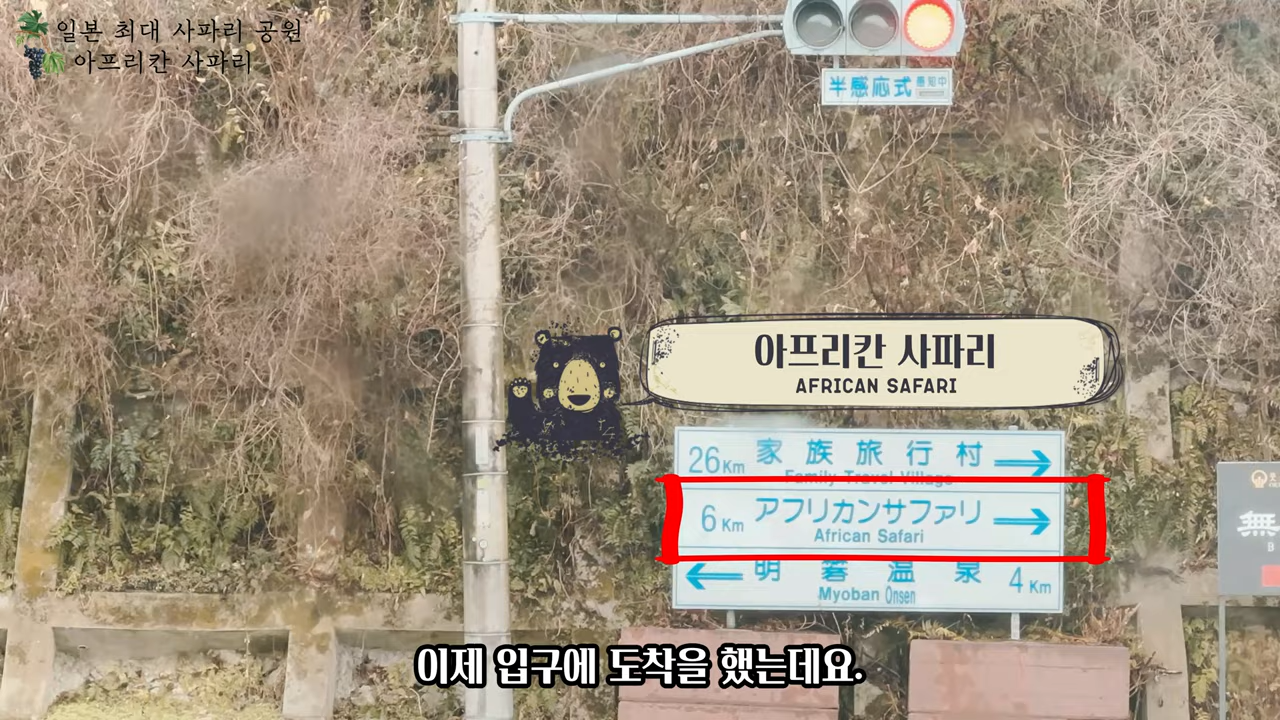 일본 최대 사파리 공원
아프리칸 사파리
半感応式 感知中
아프리칸 사파리
AFRICAN SAFARI
26Km 家族旅行村
Family Travel Village
6Km アフリカンサファリ
African Safari
明礬温泉 4Km
Myoban Onsen
無
이제 입구에 도착을 했는데요.